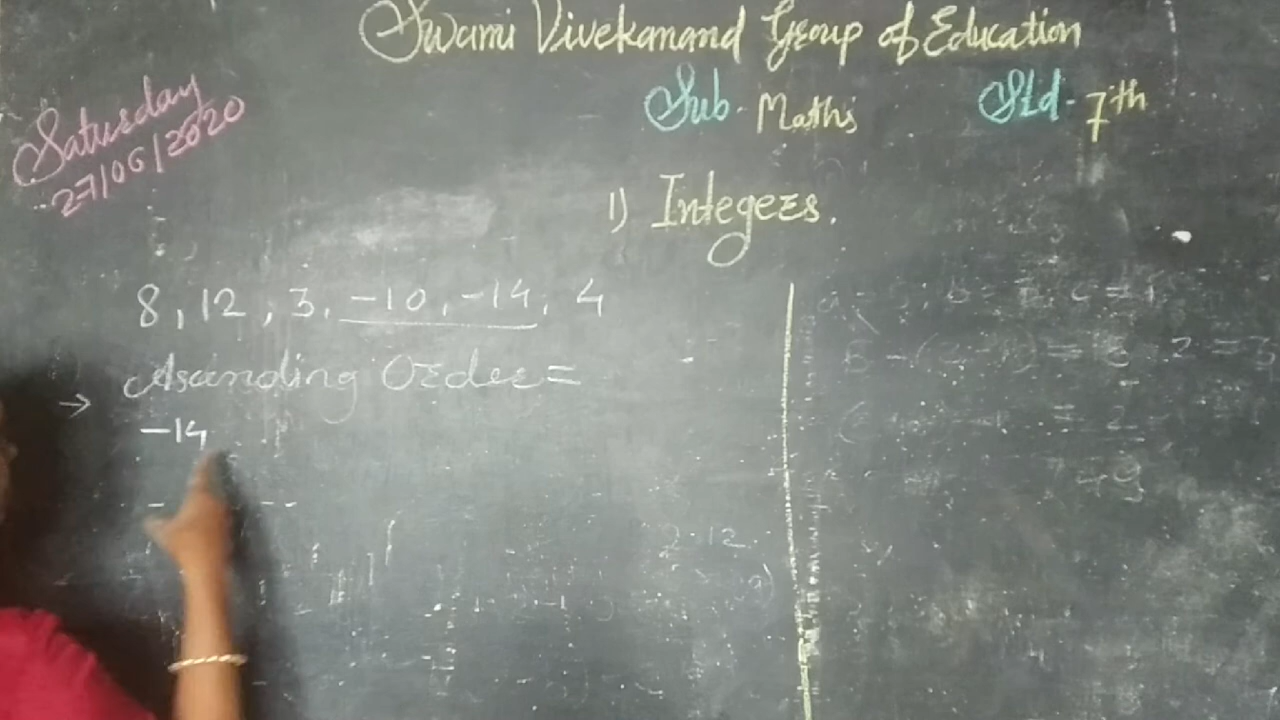 Swami Vivekanand Group of Education
Saturday
27/06/2020
Sub- Maths Std- 7th
1) Integers.
8, 12, 3, -10, -14, 4
→ Ascending Order=
-14